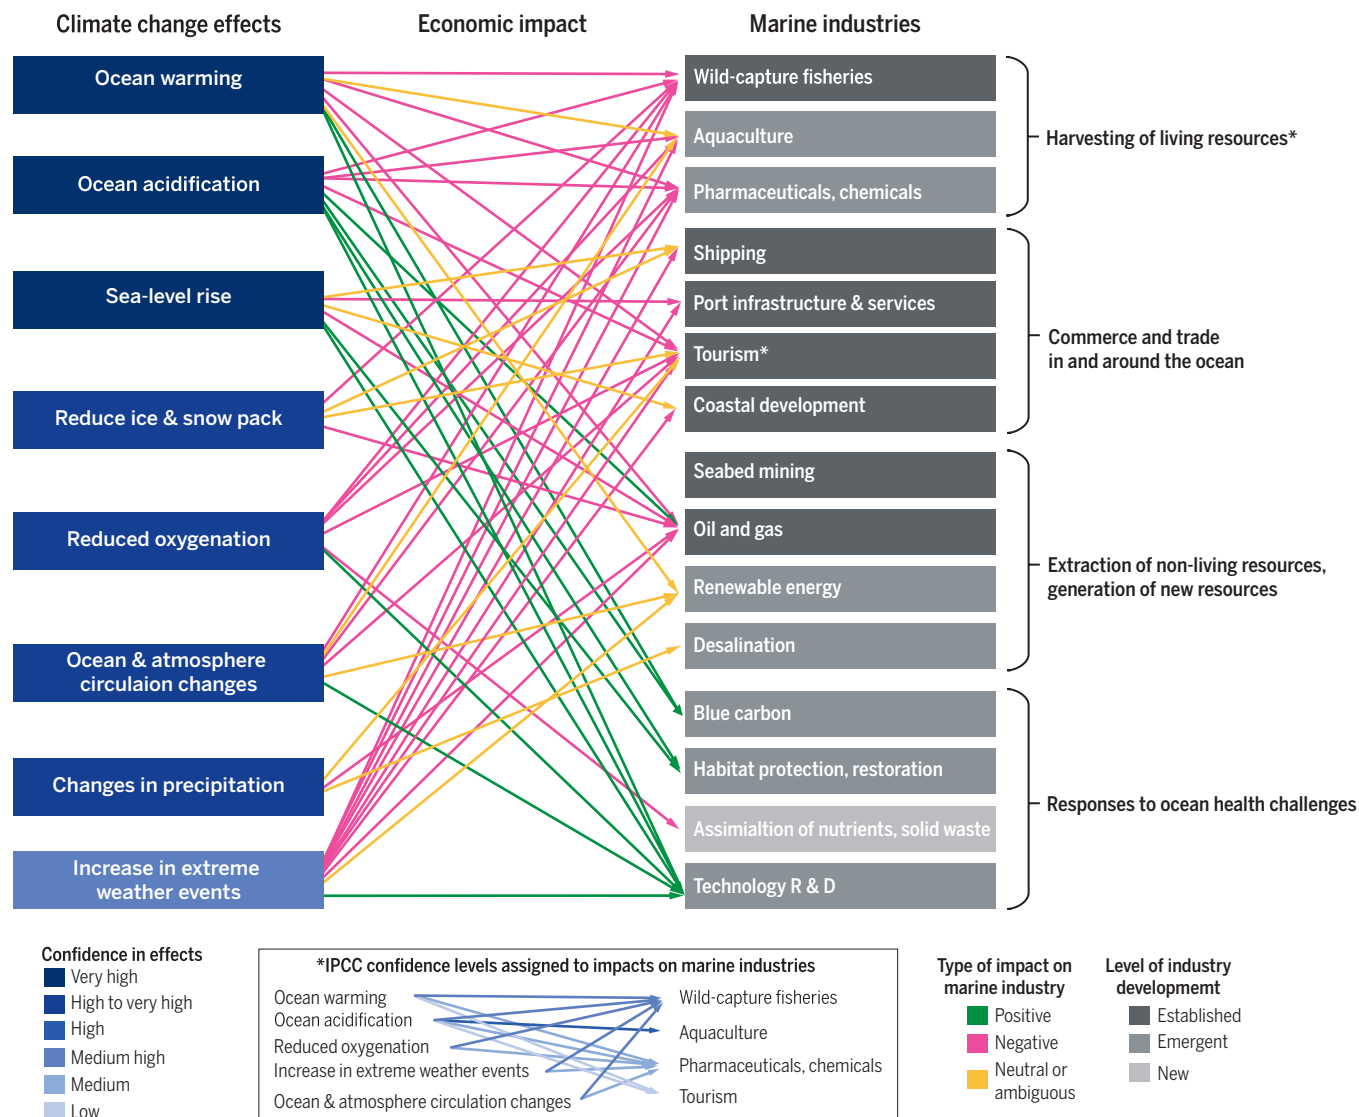 Climate change effects
Economic impact
Marine industries
Ocean warming
Ocean acidification
Sea-level rise
Reduce ice & snow pack
Reduced oxygenation
Ocean & atmosphere
circulaion changes
Changes in precipitation
Increase in extreme
weather events
Wild-capture fisheries
Aquaculture
Pharmaceuticals, chemicals
Shipping
Port infrastructure & services
Tourism*
Coastal development
Seabed mining
Oil and gas
Renewable energy
Desalination
Blue carbon
Habitat protection, restoration
Assimialtion of nutrients, solid waste
Technology R & D
Harvesting of living resources*
Commerce and trade
in and around the ocean
Extraction of non-living resources,
generation of new resources
Responses to ocean health challenges
Confidence in effects
Very high
High to very high
High
Medium high
Medium
Low
*IPCC confidence levels assigned to impacts on marine industries
Ocean warming
Ocean acidification
Reduced oxygenation
Increase in extreme weather events
Ocean & atmosphere circulation changes
Wild-capture fisheries
Aquaculture
Pharmaceuticals, chemicals
Tourism
Type of impact on
marine industry
Positive
Negative
Neutral or
ambiguous
Level of industry
developmemt
Established
Emergent
New